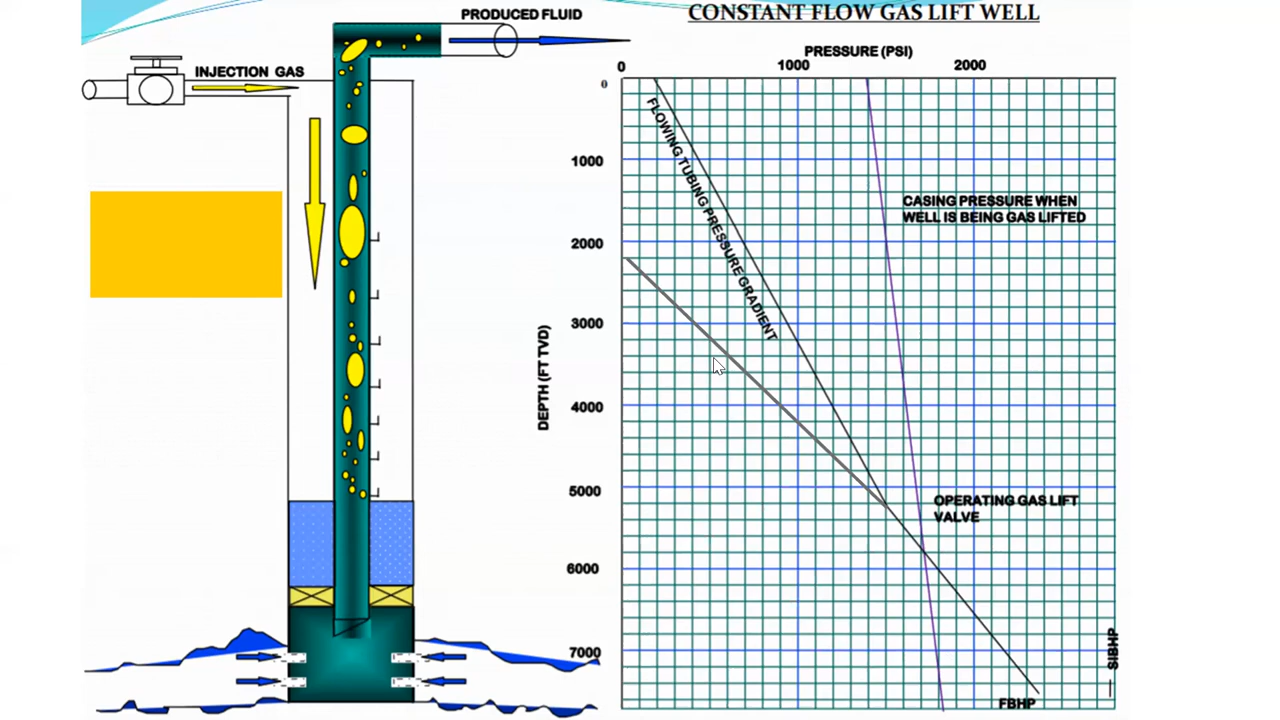 PRODUCED FLUID
INJECTION GAS
CONSTANT FLOW GAS LIFT WELL
PRESSURE (PSI)
0 1000 2000
0
1000
2000
3000
4000
5000
6000
7000
DEPTH (FT TVD)
FLOWING TUBING PRESSURE GRADIENT
CASING PRESSURE WHEN
WELL IS BEING GAS LIFTED
OPERATING GAS LIFT
VALVE
SIBHP
FBHP